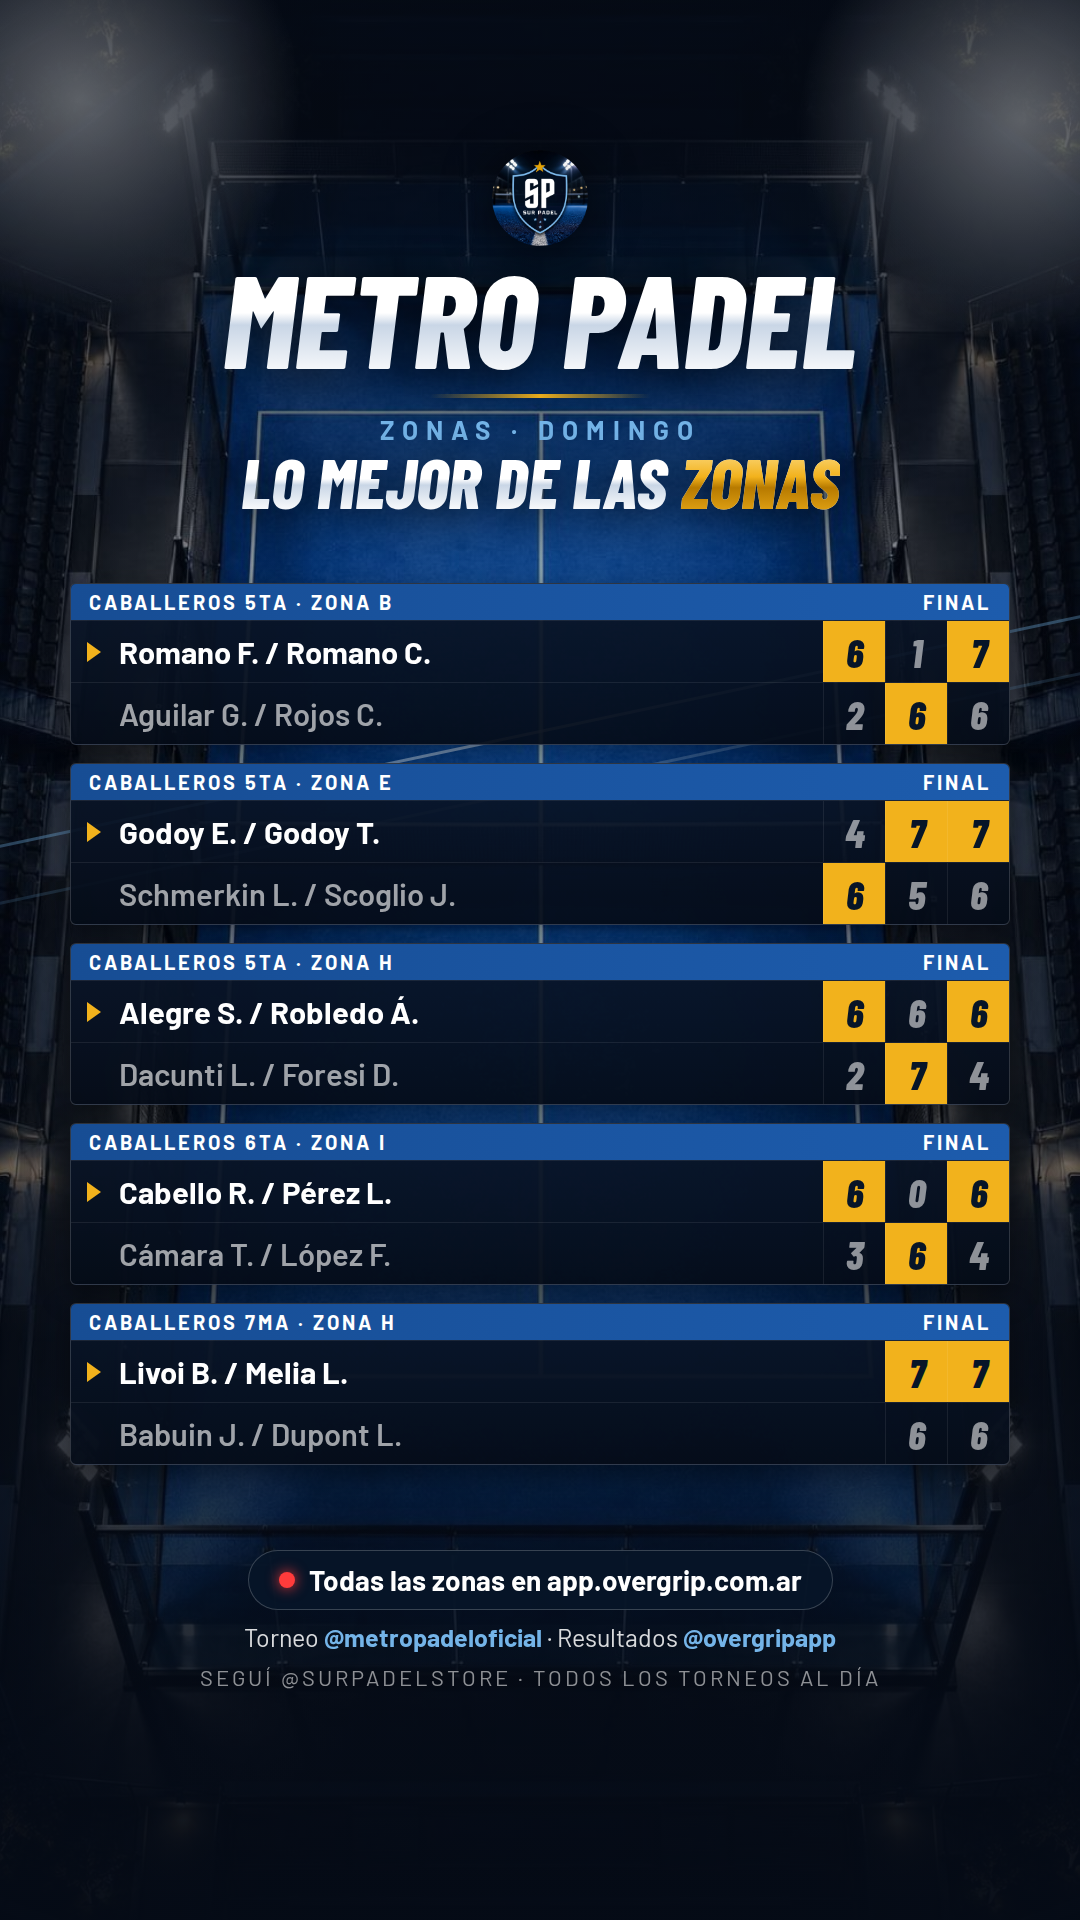 SP
SUR PADEL
METRO PADEL
ZONAS · DOMINGO
LO MEJOR DE LAS ZONAS
CABALLEROS 5TA · ZONA B FINAL
Romano F. / Romano C. 6 1 7
Aguilar G. / Rojos C. 2 6 6
CABALLEROS 5TA · ZONA E FINAL
Godoy E. / Godoy T. 4 7 7
Schmerkin L. / Scoglio J. 6 5 6
CABALLEROS 5TA · ZONA H FINAL
Alegre S. / Robledo Á. 6 6 6
Dacunti L. / Foresi D. 2 7 4
CABALLEROS 6TA · ZONA I FINAL
Cabello R. / Pérez L. 6 0 6
Cámara T. / López F. 3 6 4
CABALLEROS 7MA · ZONA H FINAL
Livoi B. / Melia L. 7 7
Babuin J. / Dupont L. 6 6
Todas las zonas en app.overgrip.com.ar
Torneo @metropadeloficial · Resultados @overgripapp
SEGUÍ @SURPADELSTORE · TODOS LOS TORNEOS AL DÍA